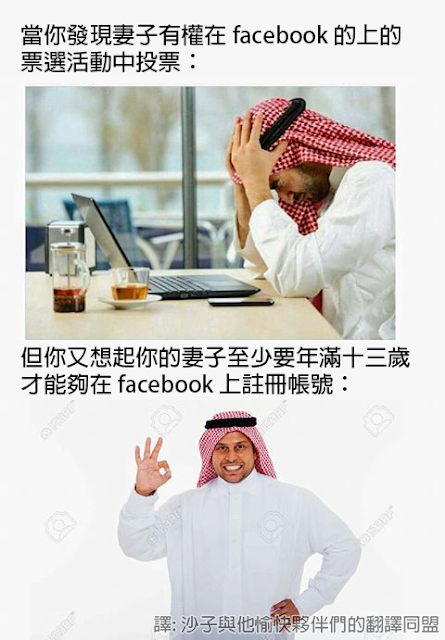 當你發現妻子有權在 facebook 的上的
票選活動中投票：
但你又想起你的妻子至少要年滿十三歲
才能夠在 facebook 上註冊帳號：
譯: 沙子與他愉快夥伴們的翻譯同盟